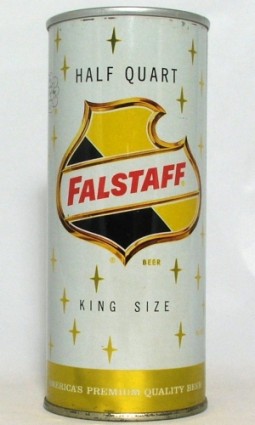 HALF QUART
FALSTAFF
BEER
KING SIZE
AMERICA'S PREMIUM QUALITY BEER